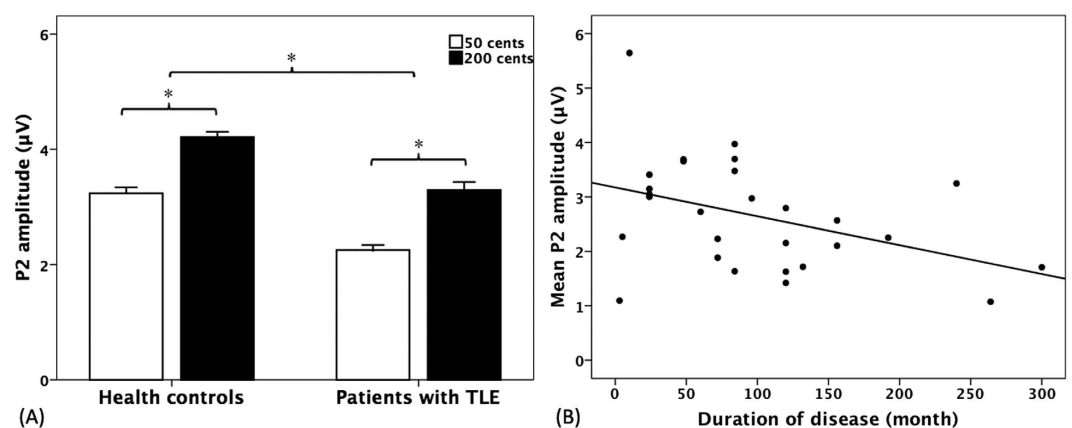 6
4
2
0
P2 amplitude (µV)
50 cents
200 cents
*
*
*
Health controls
Patients with TLE
(A)
6
5
4
3
2
1
0
Mean P2 amplitude (µV)
0 50 100 150 200 250 300
Duration of disease (month)
(B)